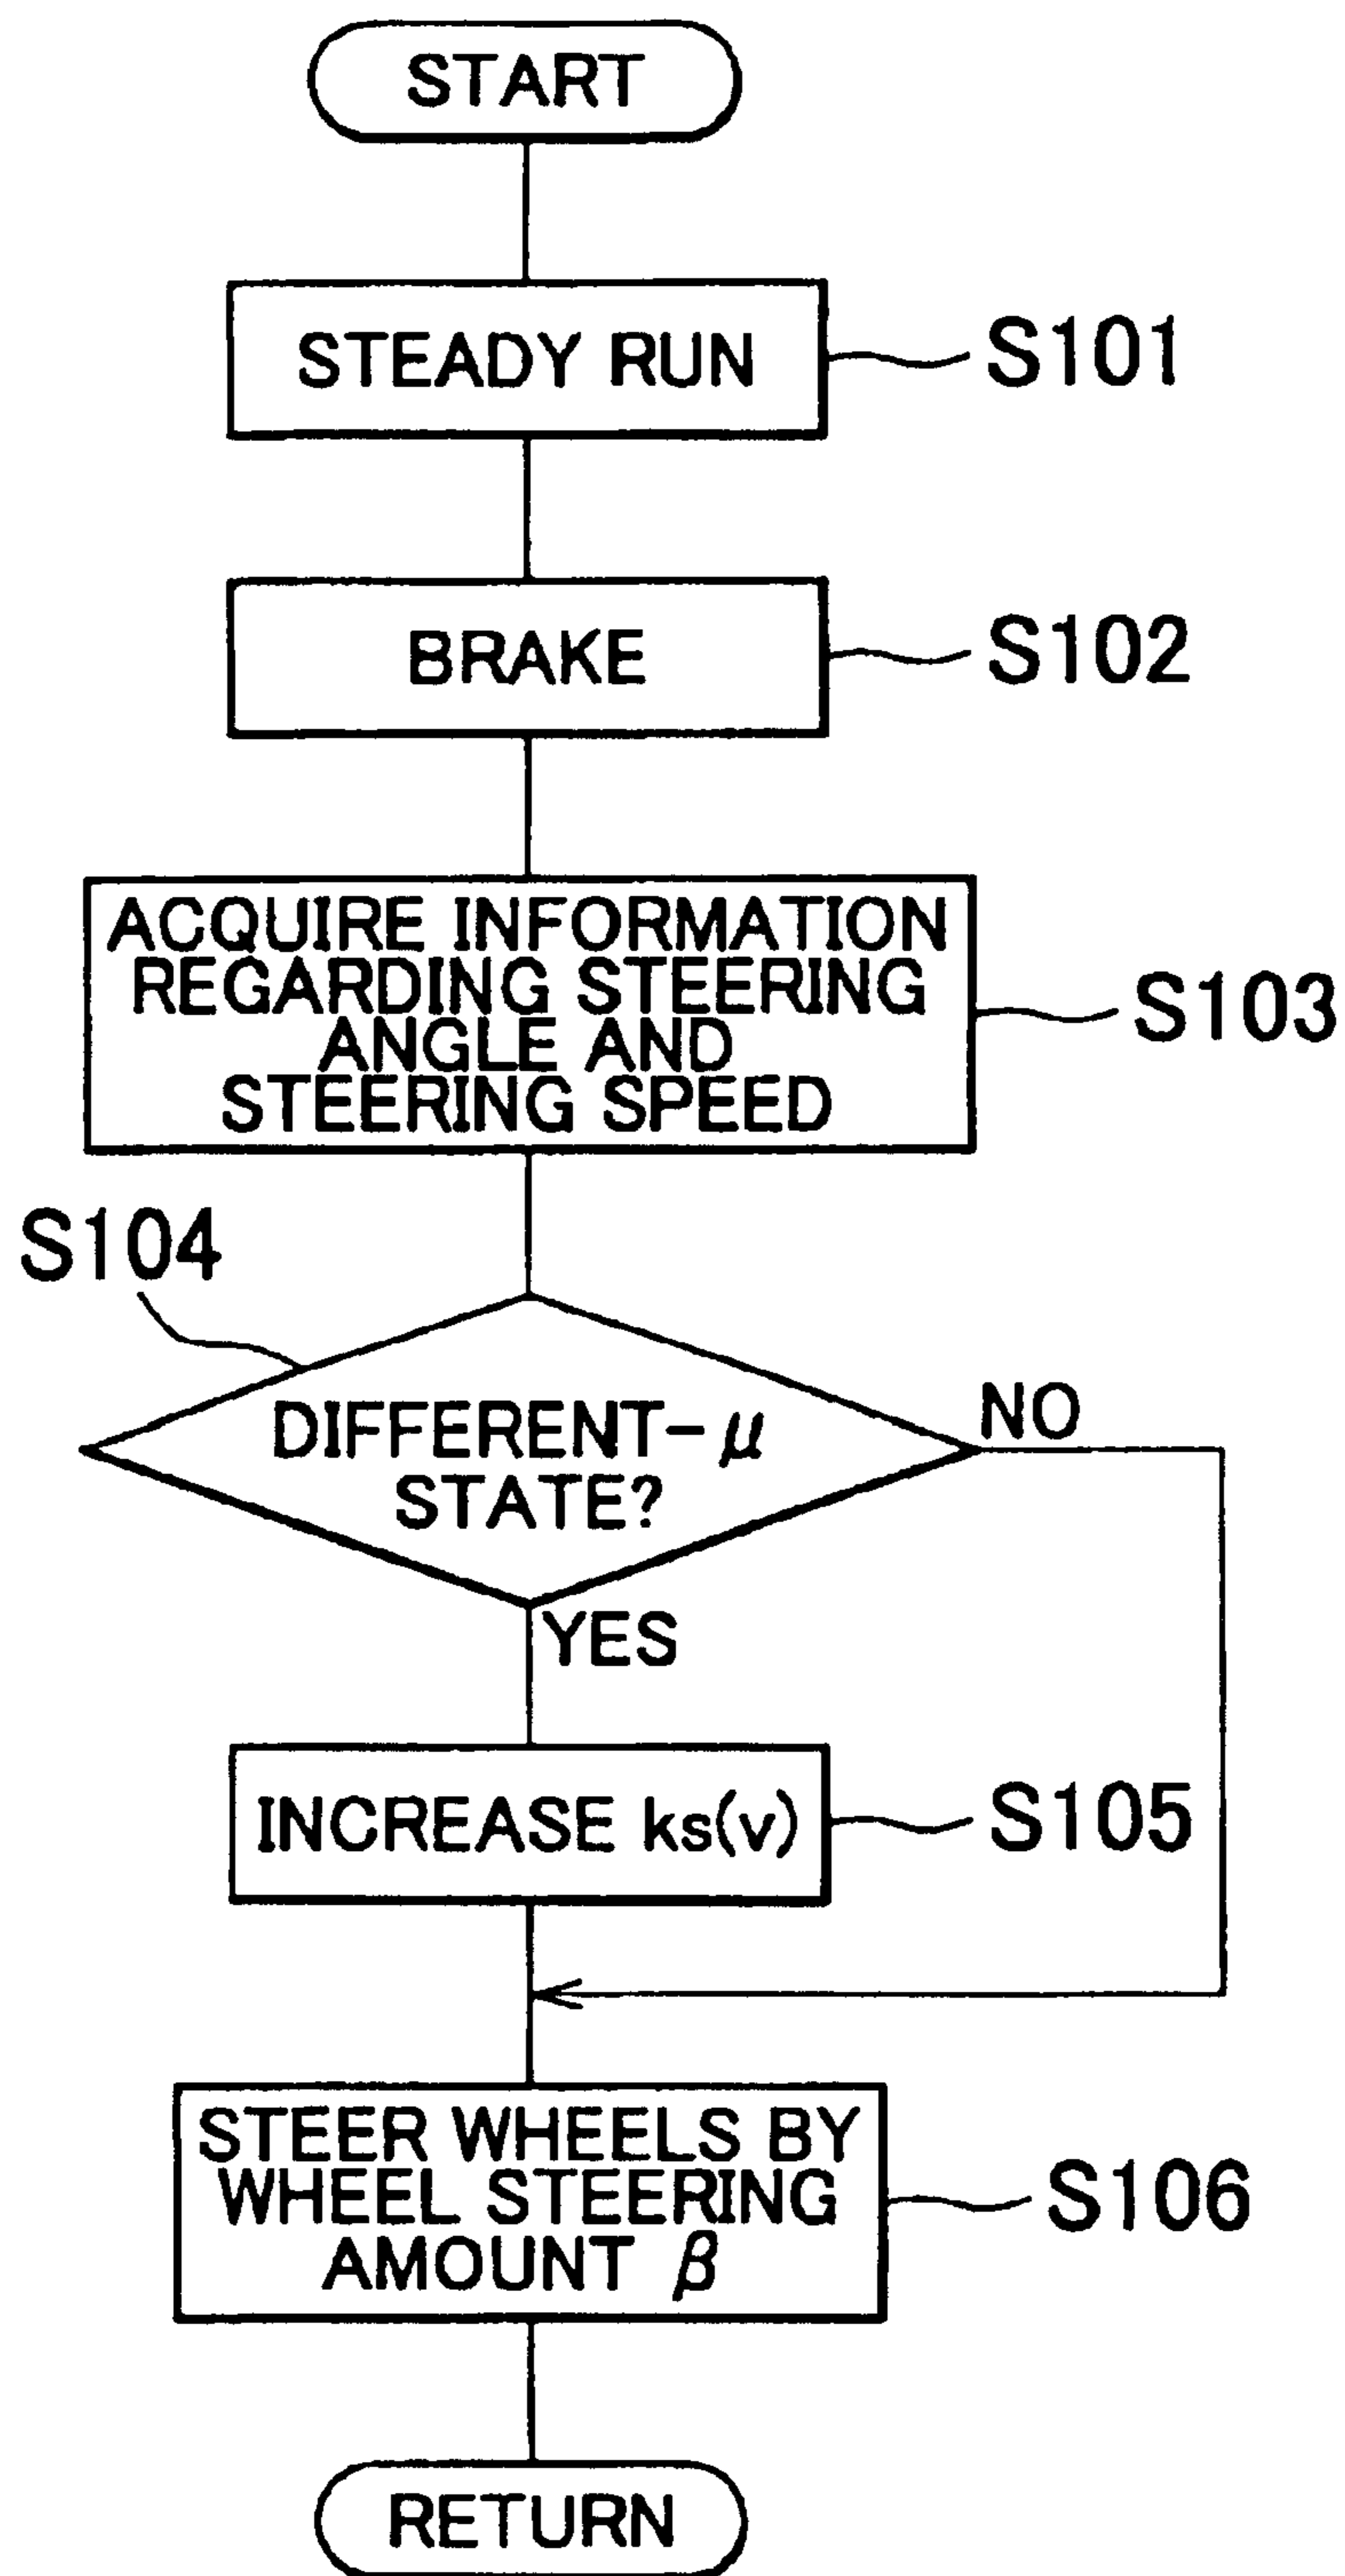 START
STEADY RUN
S101
BRAKE
S102
ACQUIRE INFORMATION
REGARDING STEERING
ANGLE AND
STEERING SPEED
S103
S104
DIFFERENT-μ
STATE?
NO
YES
INCREASE ks(v)
S105
STEER WHEELS BY
WHEEL STEERING
AMOUNT β
S106
RETURN